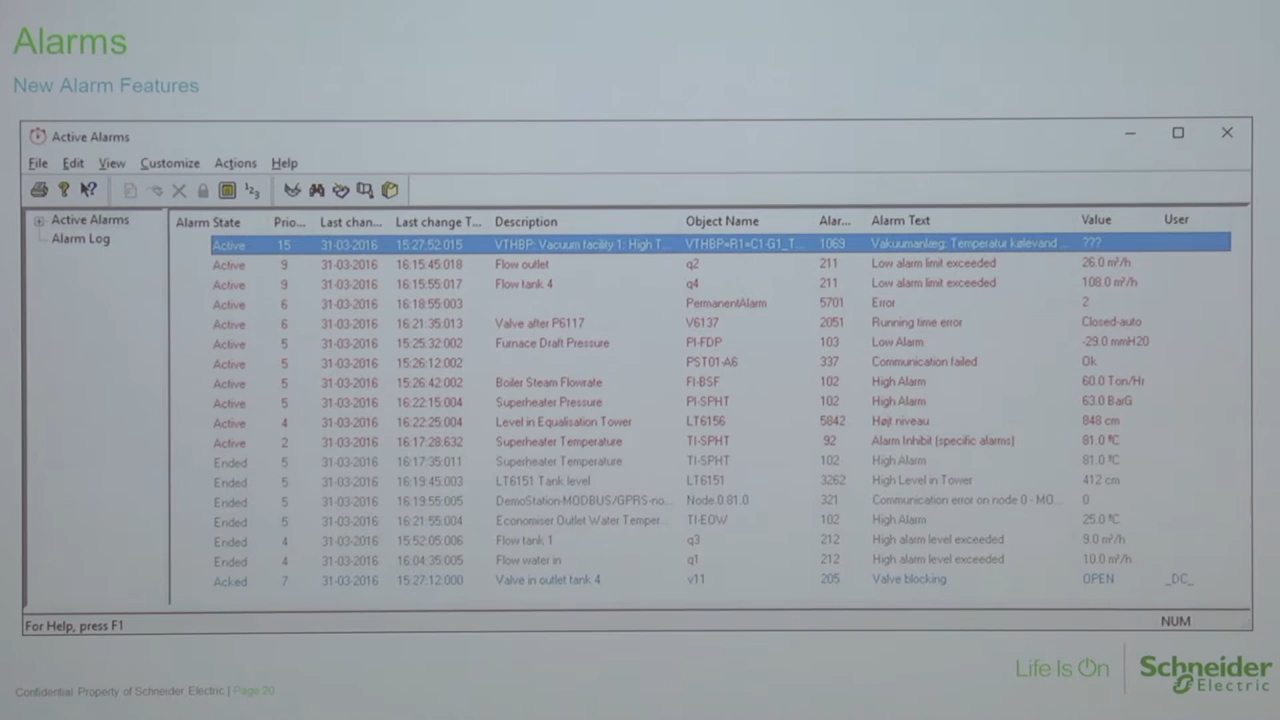 Alarms
New Alarm Features
Active Alarms
File Edit View Customize Actions Help
Active Alarms
Alarm Log
Alarm State Prio... Last chan... Last change T... Description Object Name Alar... Alarm Text Value User
Active 15 31-03-2016 15:27:52:015 VTHBP: Vacuum facility 1: High T... VTHBP=R1=C1-G1_T... 1069 Vakuumanlæg: Temperatur kølevand... ???
Active 9 31-03-2016 16:15:45:018 Flow outlet q2 211 Low alarm limit exceeded 26.0 m³/h
Active 9 31-03-2016 16:15:55:017 Flow tank 4 q4 211 Low alarm limit exceeded 108.0 m³/h
Active 6 31-03-2016 16:18:55:003 PermanentAlarm 5701 Error 2
Active 6 31-03-2016 16:21:35:013 Valve after P6117 V6137 2051 Running time error Closed-auto
Active 5 31-03-2016 15:25:32:002 Furnace Draft Pressure PI-FDP 103 Low Alarm -29.0 mmH20
Active 5 31-03-2016 15:26:12:002 PST01-A6 337 Communication failed Ok
Active 5 31-03-2016 15:26:42:002 Boiler Steam Flowrate FI-BSF 102 High Alarm 60.0 Ton/Hr
Active 5 31-03-2016 16:22:15:004 Superheater Pressure PI-SPHT 102 High Alarm 63.0 BarG
Active 4 31-03-2016 16:22:25:004 Level in Equalisation Tower LT6156 5842 Højt niveau 848 cm
Active 2 31-03-2016 16:17:28:632 Superheater Temperature TI-SPHT 92 Alarm Inhibit (specific alarms) 81.0 ºC
Ended 5 31-03-2016 16:17:35:011 Superheater Temperature TI-SPHT 102 High Alarm 81.0 ºC
Ended 5 31-03-2016 16:19:45:003 LT6151 Tank level LT6151 3262 High Level in Tower 412 cm
Ended 5 31-03-2016 16:19:55:005 DemoStation-MODBUS/GPRS-no... Node.0.81.0 321 Communication error on node 0 - MO... 0
Ended 5 31-03-2016 16:21:55:004 Economiser Outlet Water Temper... TI-EOW 102 High Alarm 25.0 ºC
Ended 4 31-03-2016 15:52:05:006 Flow tank 1 q3 212 High alarm level exceeded 9.0 m³/h
Ended 4 31-03-2016 16:04:35:005 Flow water in q1 212 High alarm level exceeded 10.0 m³/h
Acked 7 31-03-2016 15:27:12:000 Valve in outlet tank 4 v11 205 Valve blocking OPEN _DC_
For Help, press F1 NUM
Life Is On Schneider Electric
Confidential Property of Schneider Electric | Page 20